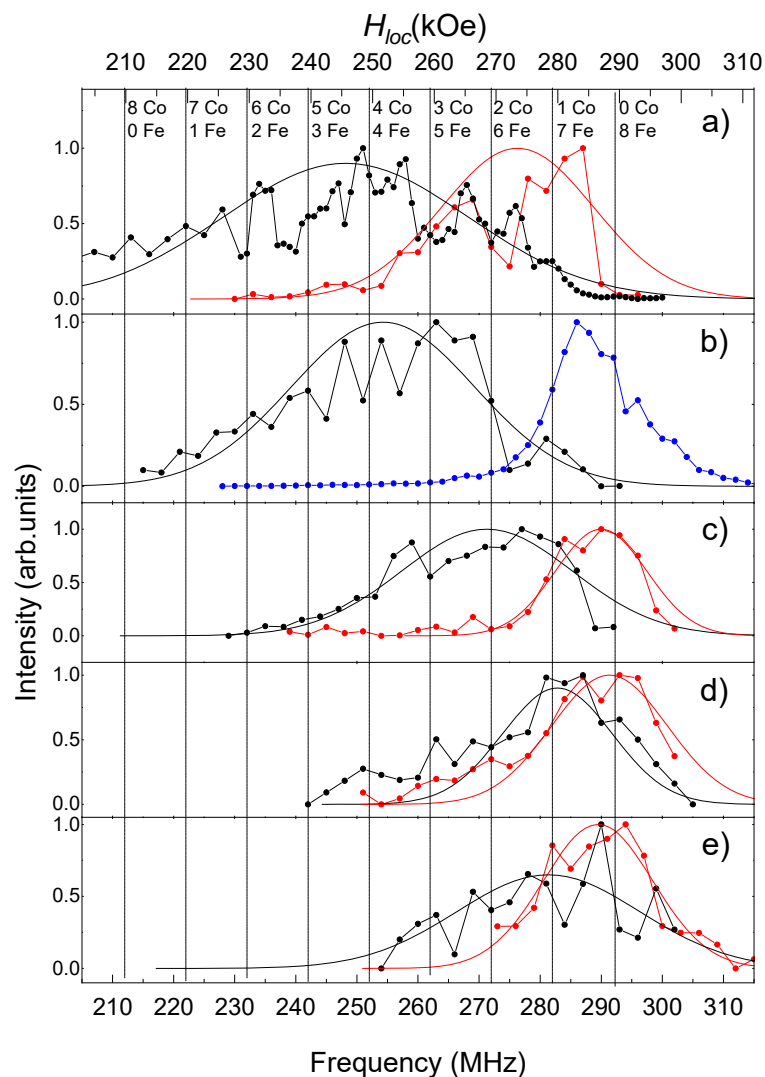 H_loc(kOe)
210 220 230 240 250 260 270 280 290 300 310
8 Co 7 Co 6 Co 5 Co 4 Co 3 Co 2 Co 1 Co 0 Co
0 Fe 1 Fe 2 Fe 3 Fe 4 Fe 5 Fe 6 Fe 7 Fe 8 Fe
a)
1.0
0.5
0.0
b)
1.0
0.5
0.0
c)
1.0
0.5
0.0
d)
1.0
0.5
0.0
e)
1.0
0.5
0.0
Intensity (arb.units)
210 220 230 240 250 260 270 280 290 300 310
Frequency (MHz)